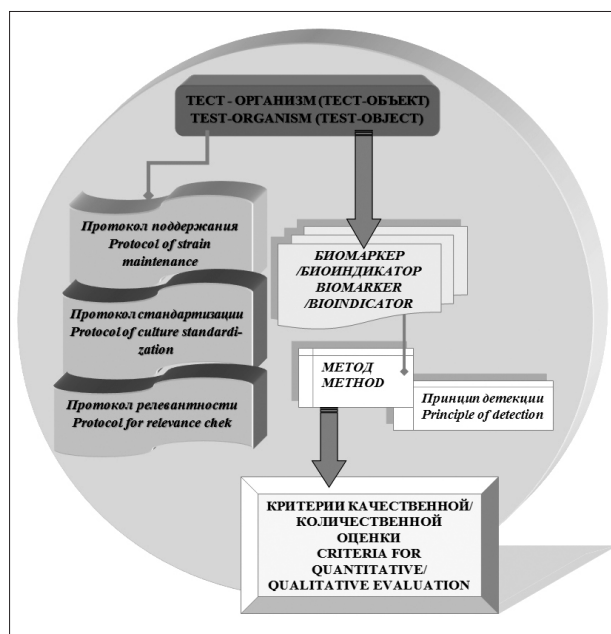 ТЕСТ - ОРГАНИЗМ (ТЕСТ-ОБЪЕКТ)
TEST-ORGANISM (TEST-OBJECT)
Протокол поддержания
Protocol of strain
maintenance
Протокол стандартизации
Protocol of culture standardi-
zation
Протокол релевантности
Protocol for relevance chek
БИОМАРКЕР
/БИОИНДИКАТОР
BIOMARKER
/BIOINDICATOR
МЕТОД
METHOD
Принцип детекции
Principle of detection
КРИТЕРИИ КАЧЕСТВЕННОЙ/
КОЛИЧЕСТВЕННОЙ
ОЦЕНКИ
CRITERIA FOR
QUANTITATIVE/
QUALITATIVE EVALUATION